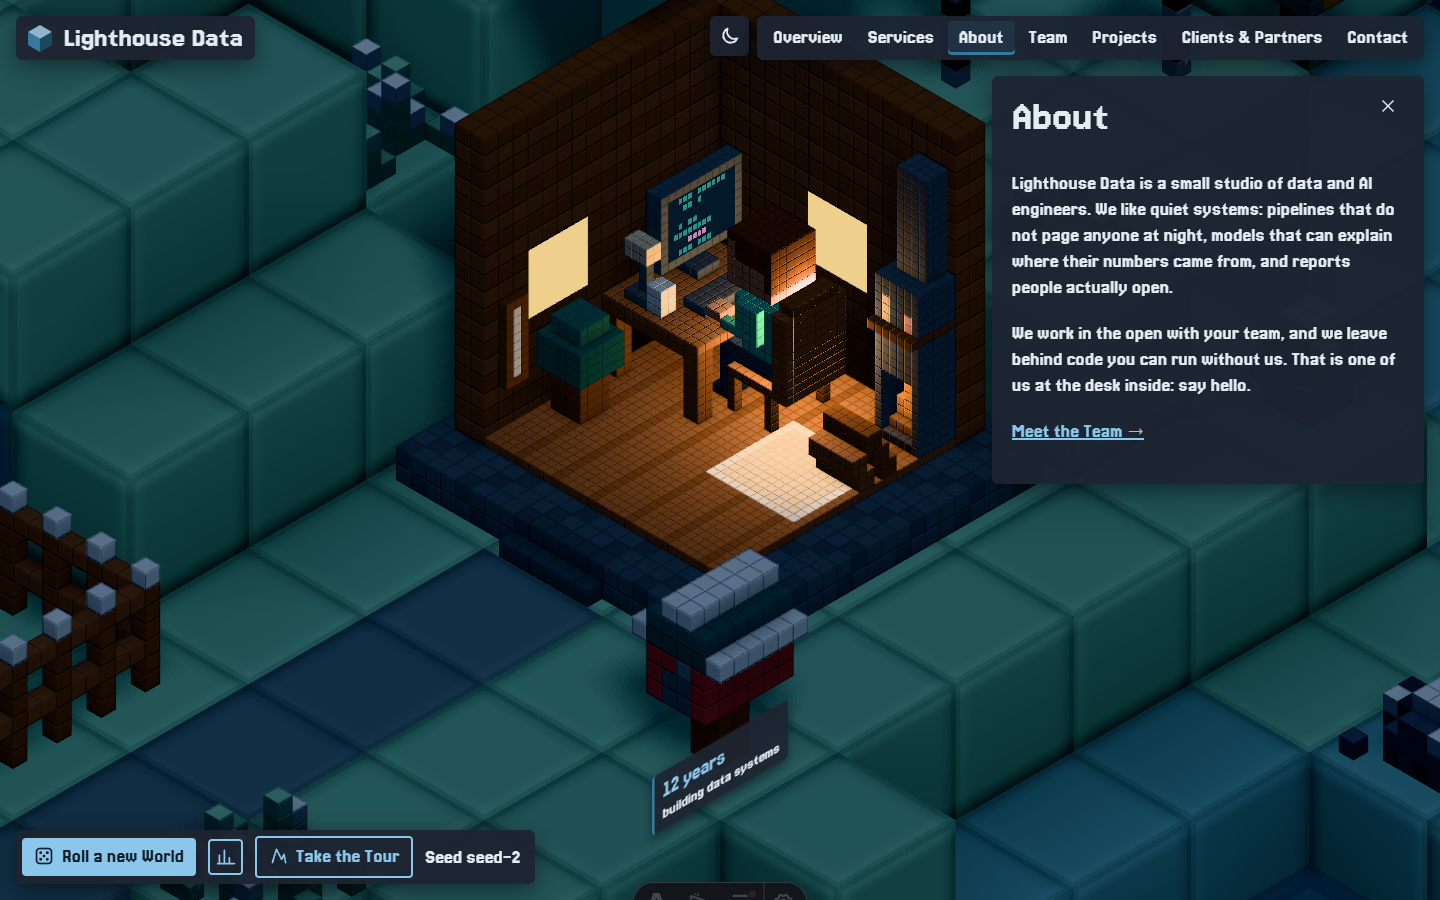 Lighthouse Data
Overview
Services
About
Team
Projects
Clients & Partners
Contact
About
Lighthouse Data is a small studio of data and AI
engineers. We like quiet systems: pipelines that do
not page anyone at night, models that can explain
where their numbers came from, and reports
people actually open.
We work in the open with your team, and we leave
behind code you can run without us. That is one of
us at the desk inside: say hello.
Meet the Team →
12 years
building data systems
Roll a new World
Take the Tour
Seed seed-2